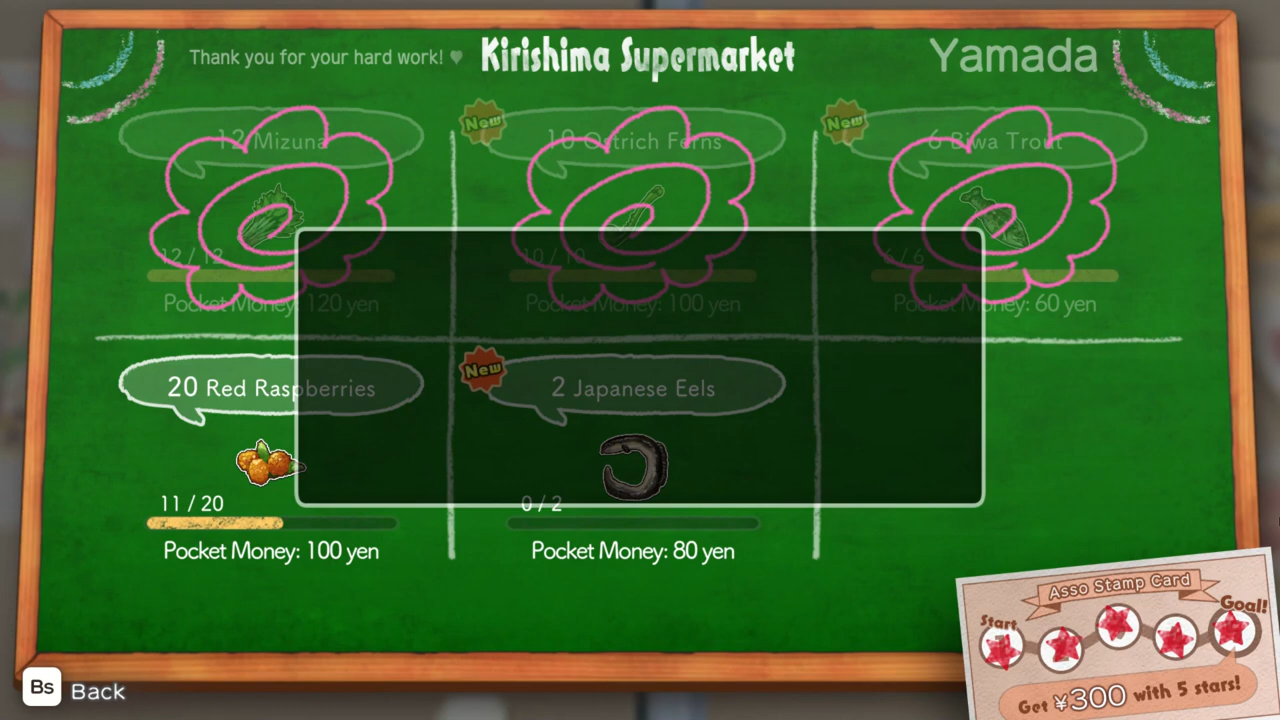 Thank you for your hard work! ♥
Kirishima Supermarket
Yamada
12 Mizuna
New
10 Ostrich Ferns
New
6 Biwa Trout
12 / 12
10 / 10
6 / 6
Pocket Money: 120 yen
Pocket Money: 100 yen
Pocket Money: 60 yen
20 Red Raspberries
New
2 Japanese Eels
11 / 20
0 / 2
Pocket Money: 100 yen
Pocket Money: 80 yen
Asso Stamp Card
Start
Goal!
Get ¥300 with 5 stars!
Bs Back